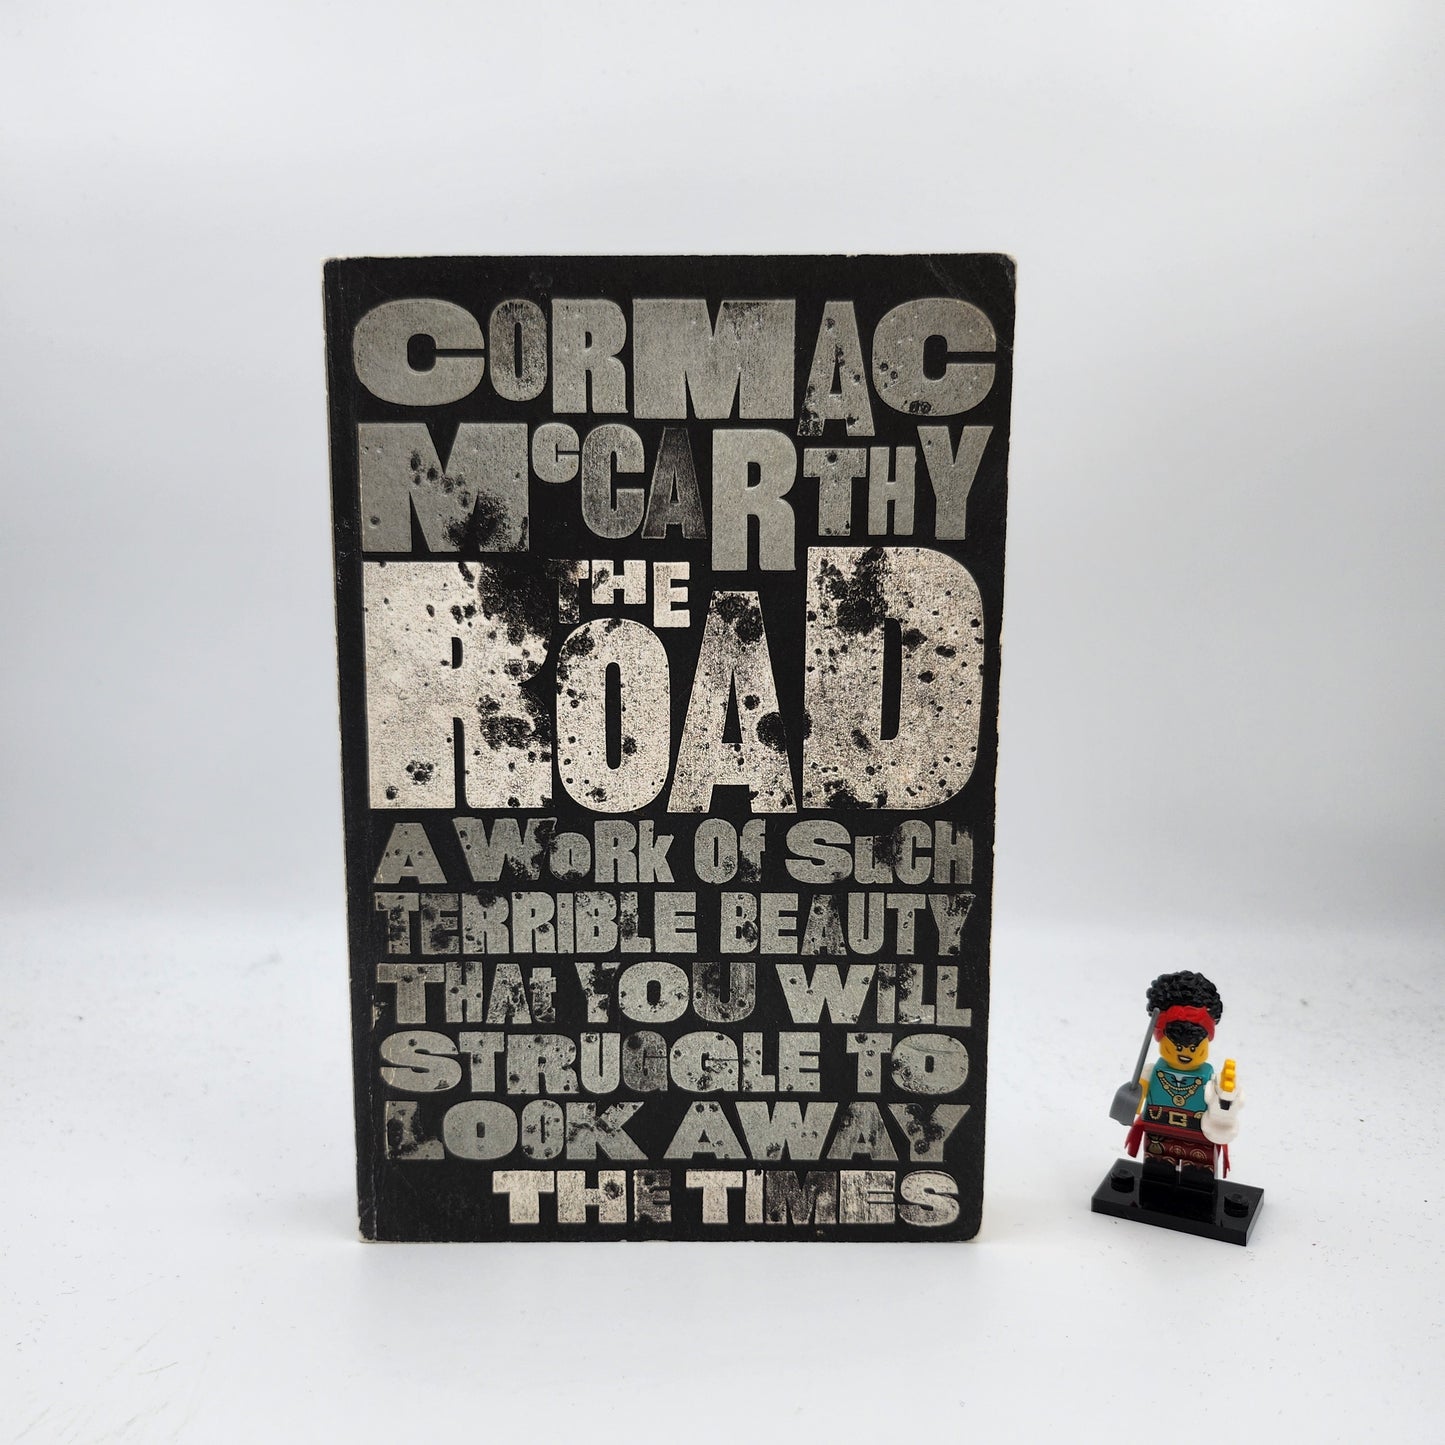 CORMAC
McCARTHY
THE
ROAD
A WORK Of SuCH
TERRIBLE BEAUTY
THAt YOU WiLL
STRUGGLE TO
LOOK AWAY
THE TIMES